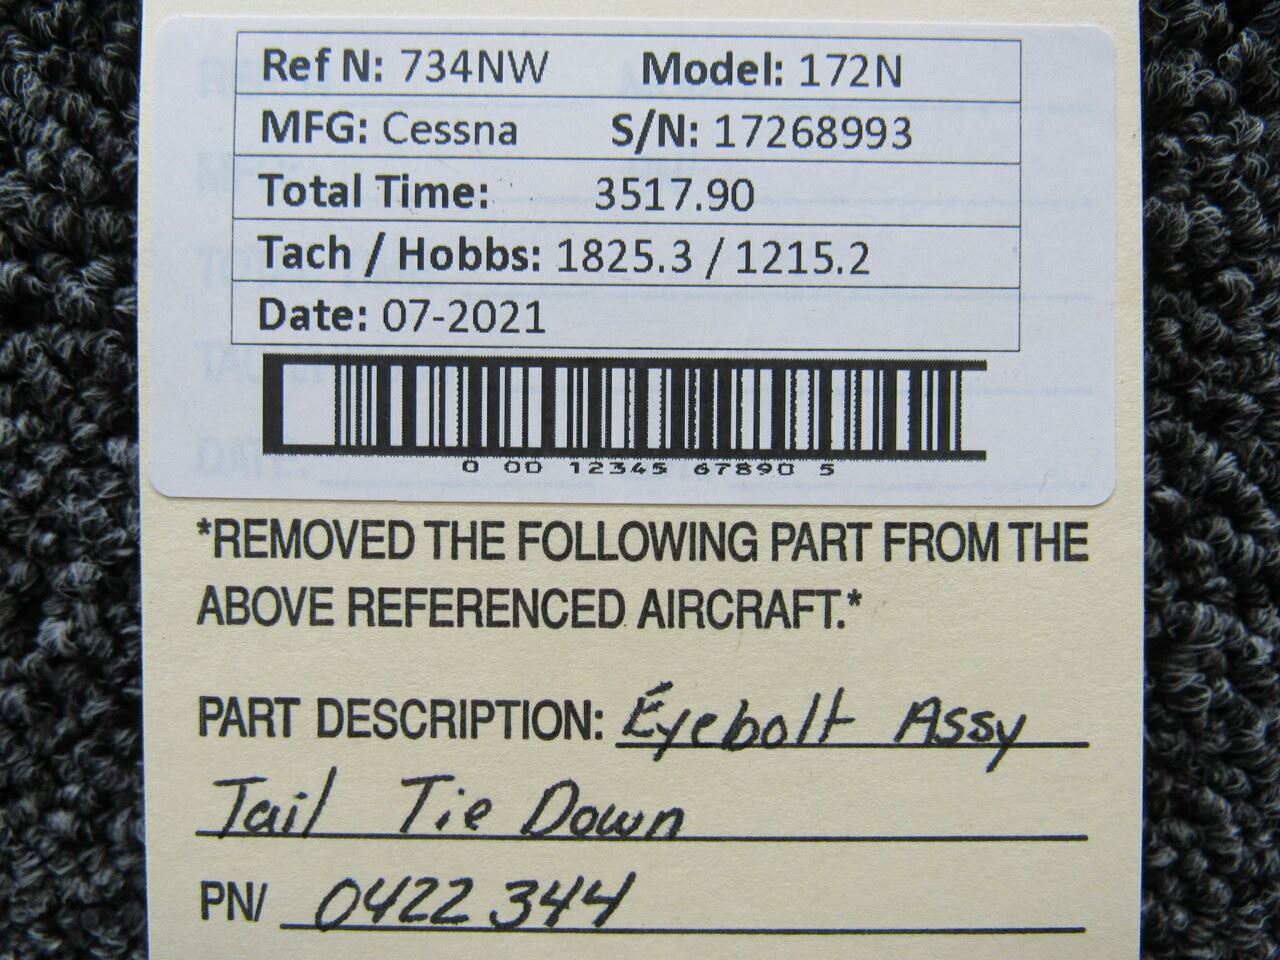 Ref N: 734NW Model: 172N
MFG: Cessna S/N: 17268993
Total Time: 3517.90
Tach / Hobbs: 1825.3 / 1215.2
Date: 07-2021
0 00 12345 67890 5
*REMOVED THE FOLLOWING PART FROM THE
ABOVE REFERENCED AIRCRAFT.*
PART DESCRIPTION: Eyebolt Assy
Tail Tie Down
PN/ 0422344